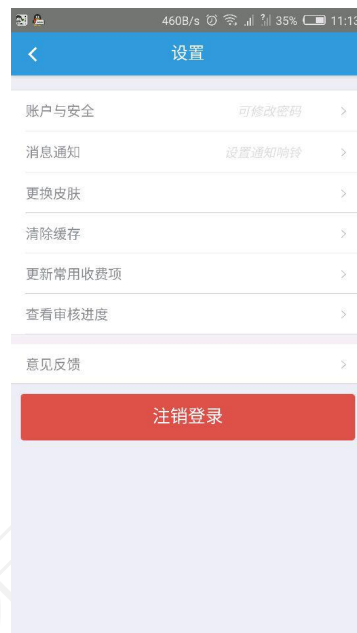 460B/s 35% 11:13
设置
账户与安全 可修改密码
消息通知 设置通知响铃
更换皮肤
清除缓存
更新常用收费项
查看审核进度
意见反馈
注销登录